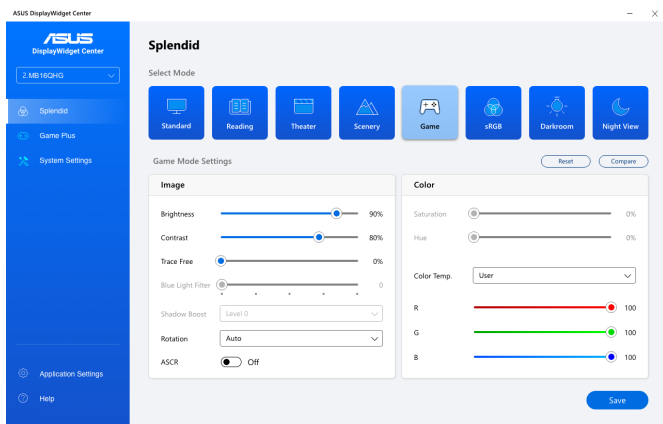 ASUS DisplayWidget Center
ASUS
DisplayWidget Center
2.MB16QHG
Splendid
Game Plus
System Settings
Application Settings
Help
Splendid
Select Mode
Standard
Reading
Theater
Scenery
Game
sRGB
Darkroom
Night View
Game Mode Settings
Reset
Compare
Image
Brightness 90%
Contrast 80%
Trace Free 0%
Blue Light Filter 0
Shadow Boost Level 0
Rotation Auto
ASCR Off
Color
Saturation 0%
Hue 0%
Color Temp. User
R 100
G 100
B 100
Save